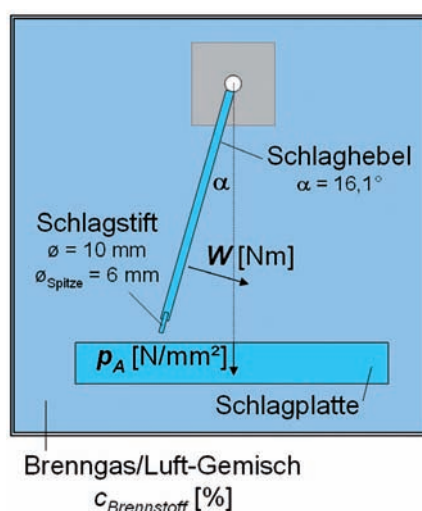 Schlaghebel
α = 16,1°
α
Schlagstift
ø = 10 mm
øSpitze = 6 mm
W [Nm]
pA [N/mm²]
Schlagplatte
Brenngas/Luft-Gemisch
cBrennstoff [%]